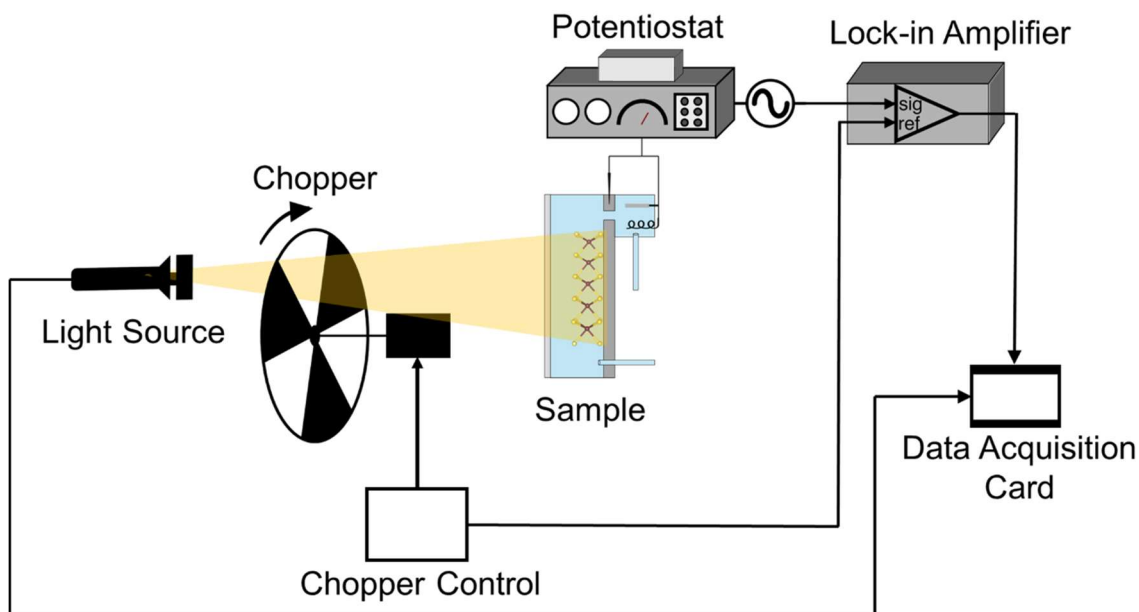 Potentiostat
Lock-in Amplifier
sig
ref
Chopper
Light Source
Sample
Data Acquisition
Card
Chopper Control